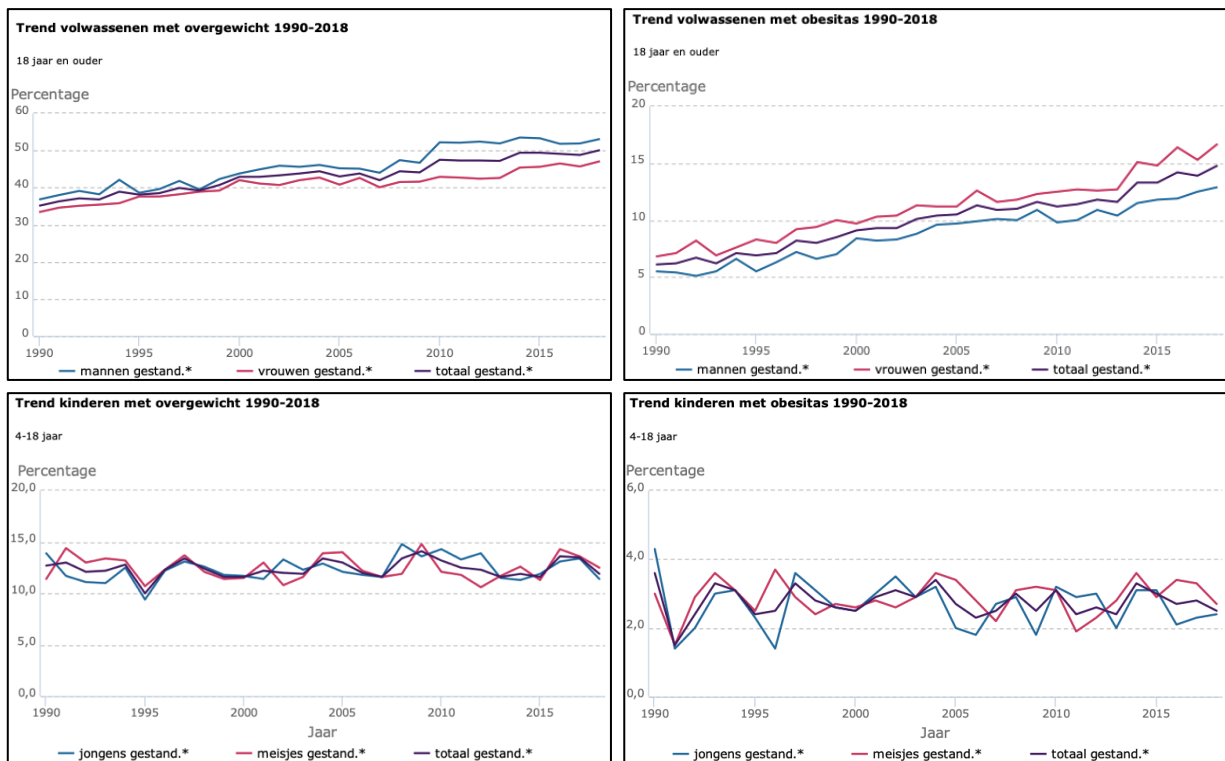 Trend volwassenen met overgewicht 1990-2018
18 jaar en ouder
Percentage
60
50
40
30
20
10
0
1990 1995 2000 2005 2010 2015
mannen gestand.* vrouwen gestand.* totaal gestand.*
Trend volwassenen met obesitas 1990-2018
18 jaar en ouder
Percentage
20
15
10
5
0
1990 1995 2000 2005 2010 2015
mannen gestand.* vrouwen gestand.* totaal gestand.*
Trend kinderen met overgewicht 1990-2018
4-18 jaar
Percentage
20,0
15,0
10,0
5,0
0,0
1990 1995 2000 2005 2010 2015
Jaar
jongens gestand.* meisjes gestand.* totaal gestand.*
Trend kinderen met obesitas 1990-2018
4-18 jaar
Percentage
6,0
4,0
2,0
0,0
1990 1995 2000 2005 2010 2015
Jaar
jongens gestand.* meisjes gestand.* totaal gestand.*